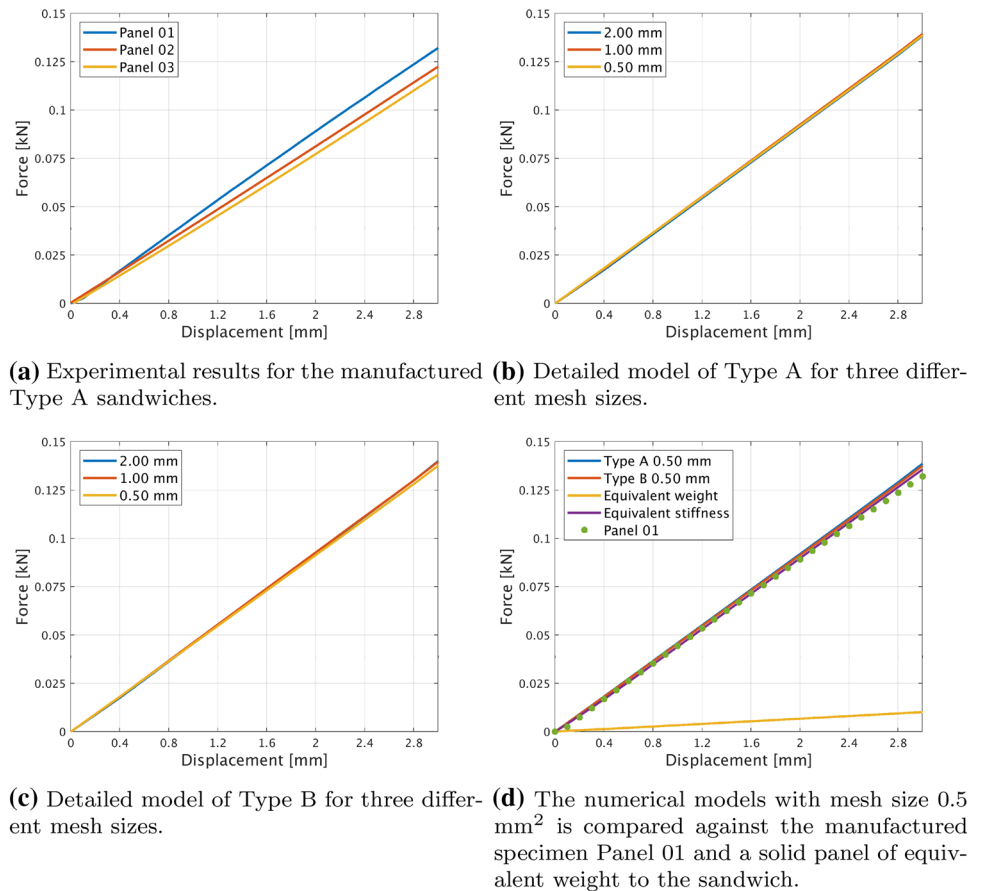 0.15
0.125
0.1
0.075
0.05
0.025
0
Force [kN]
Panel 01
Panel 02
Panel 03
0 0.4 0.8 1.2 1.6 2 2.4 2.8
Displacement [mm]
(a) Experimental results for the manufactured
Type A sandwiches.
0.15
0.125
0.1
0.075
0.05
0.025
0
Force [kN]
2.00 mm
1.00 mm
0.50 mm
0 0.4 0.8 1.2 1.6 2 2.4 2.8
Displacement [mm]
(b) Detailed model of Type A for three differ-
ent mesh sizes.
0.15
0.125
0.1
0.075
0.05
0.025
0
Force [kN]
2.00 mm
1.00 mm
0.50 mm
0 0.4 0.8 1.2 1.6 2 2.4 2.8
Displacement [mm]
(c) Detailed model of Type B for three differ-
ent mesh sizes.
0.15
0.125
0.1
0.075
0.05
0.025
0
Force [kN]
Type A 0.50 mm
Type B 0.50 mm
Equivalent weight
Equivalent stiffness
Panel 01
0 0.4 0.8 1.2 1.6 2 2.4 2.8
Displacement [mm]
(d) The numerical models with mesh size 0.5
mm² is compared against the manufactured
specimen Panel 01 and a solid panel of equiv-
alent weight to the sandwich.